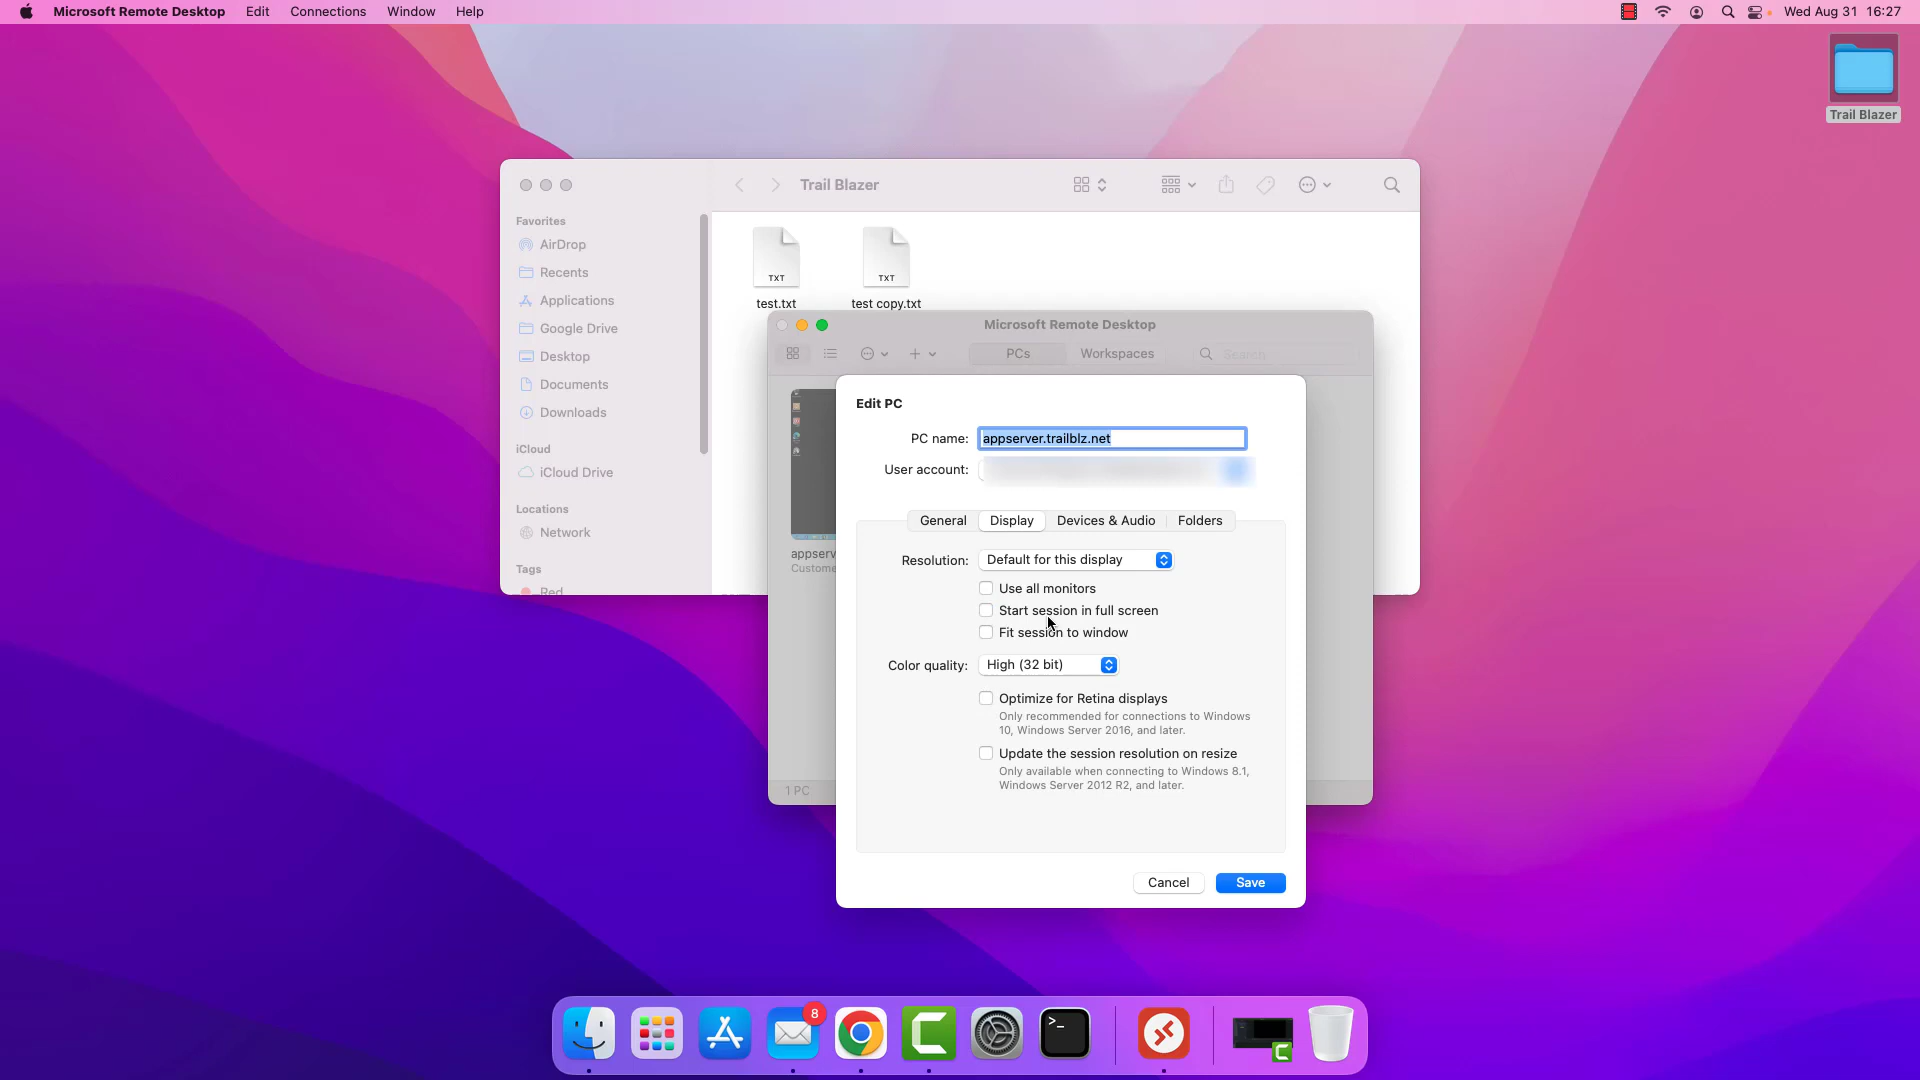 Microsoft Remote Desktop Edit Connections Window Help
Wed Aug 31 16:27
Trail Blazer
Trail Blazer
Favorites
AirDrop
Recents
Applications
Google Drive
Desktop
Documents
Downloads
iCloud
iCloud Drive
Locations
Network
Tags
Red
TXT
TXT
test.txt
test copy.txt
Microsoft Remote Desktop
PCs
Workspaces
Search
appserv
Custome
1 PC
Edit PC
PC name: appserver.trailblz.net
User account:
General
Display
Devices & Audio
Folders
Resolution: Default for this display
Use all monitors
Start session in full screen
Fit session to window
Color quality: High (32 bit)
Optimize for Retina displays
Only recommended for connections to Windows
10, Windows Server 2016, and later.
Update the session resolution on resize
Only available when connecting to Windows 8.1,
Windows Server 2012 R2, and later.
Cancel
Save
8
>_